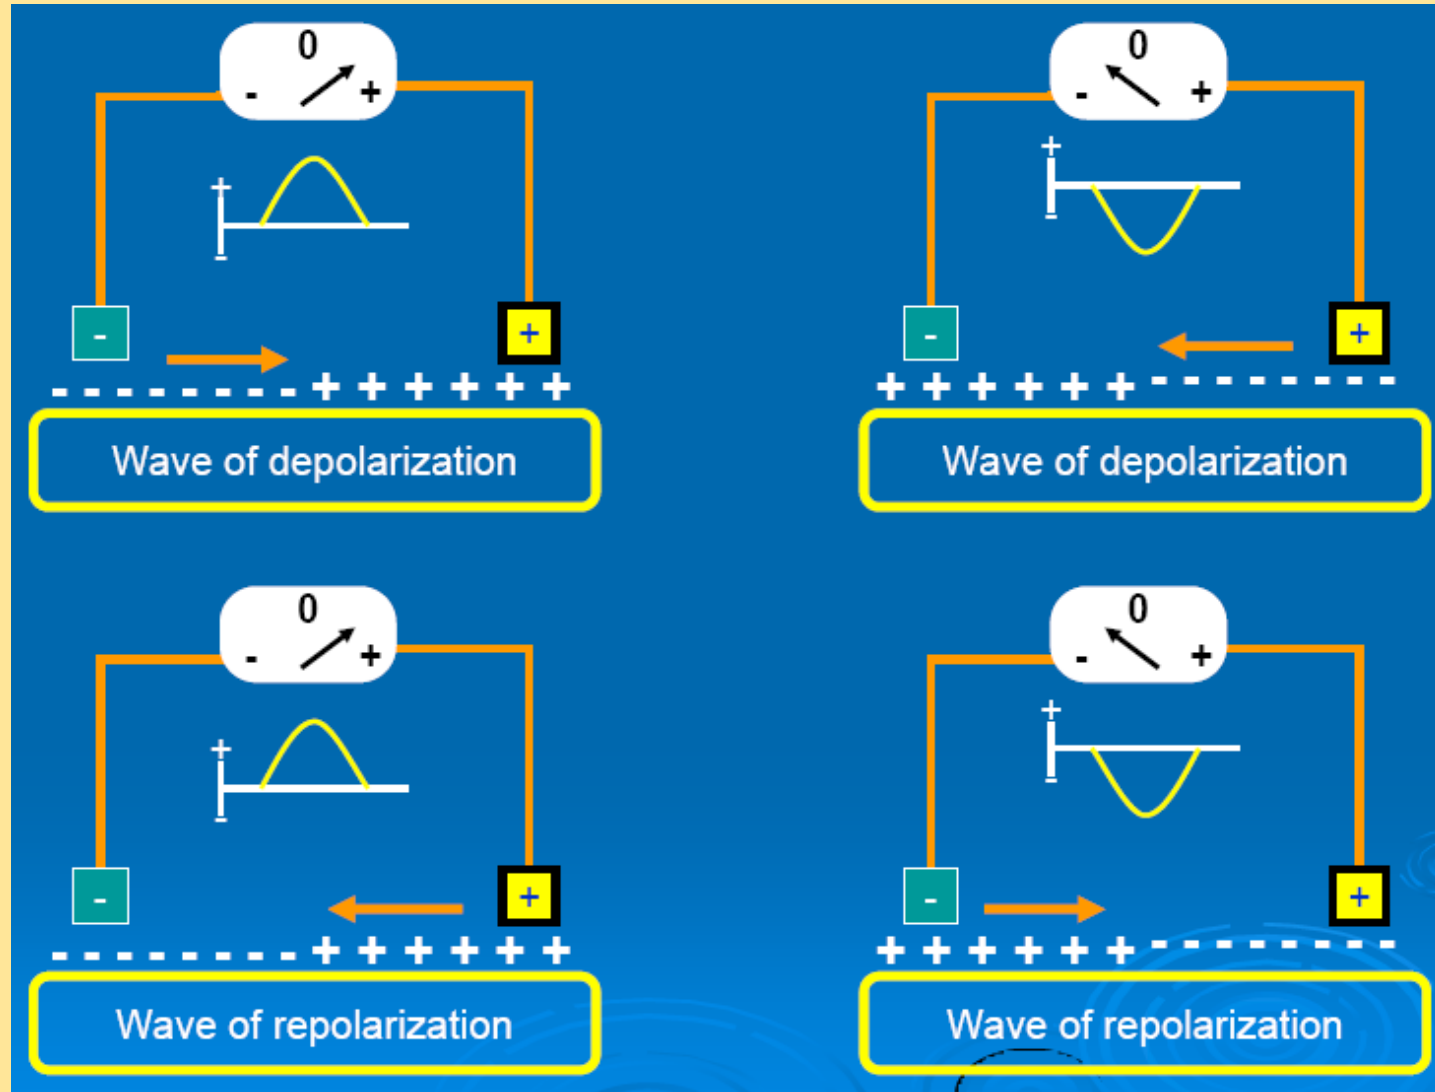 0
- +
+
-
- +
- - - - - - - - + + + + + +
Wave of depolarization
0
- +
+
-
- +
+ + + + + + - - - - - - - -
Wave of depolarization
0
- +
+
-
- +
- - - - - - - - + + + + + +
Wave of repolarization
0
- +
+
-
- +
+ + + + + + - - - - - - - -
Wave of repolarization